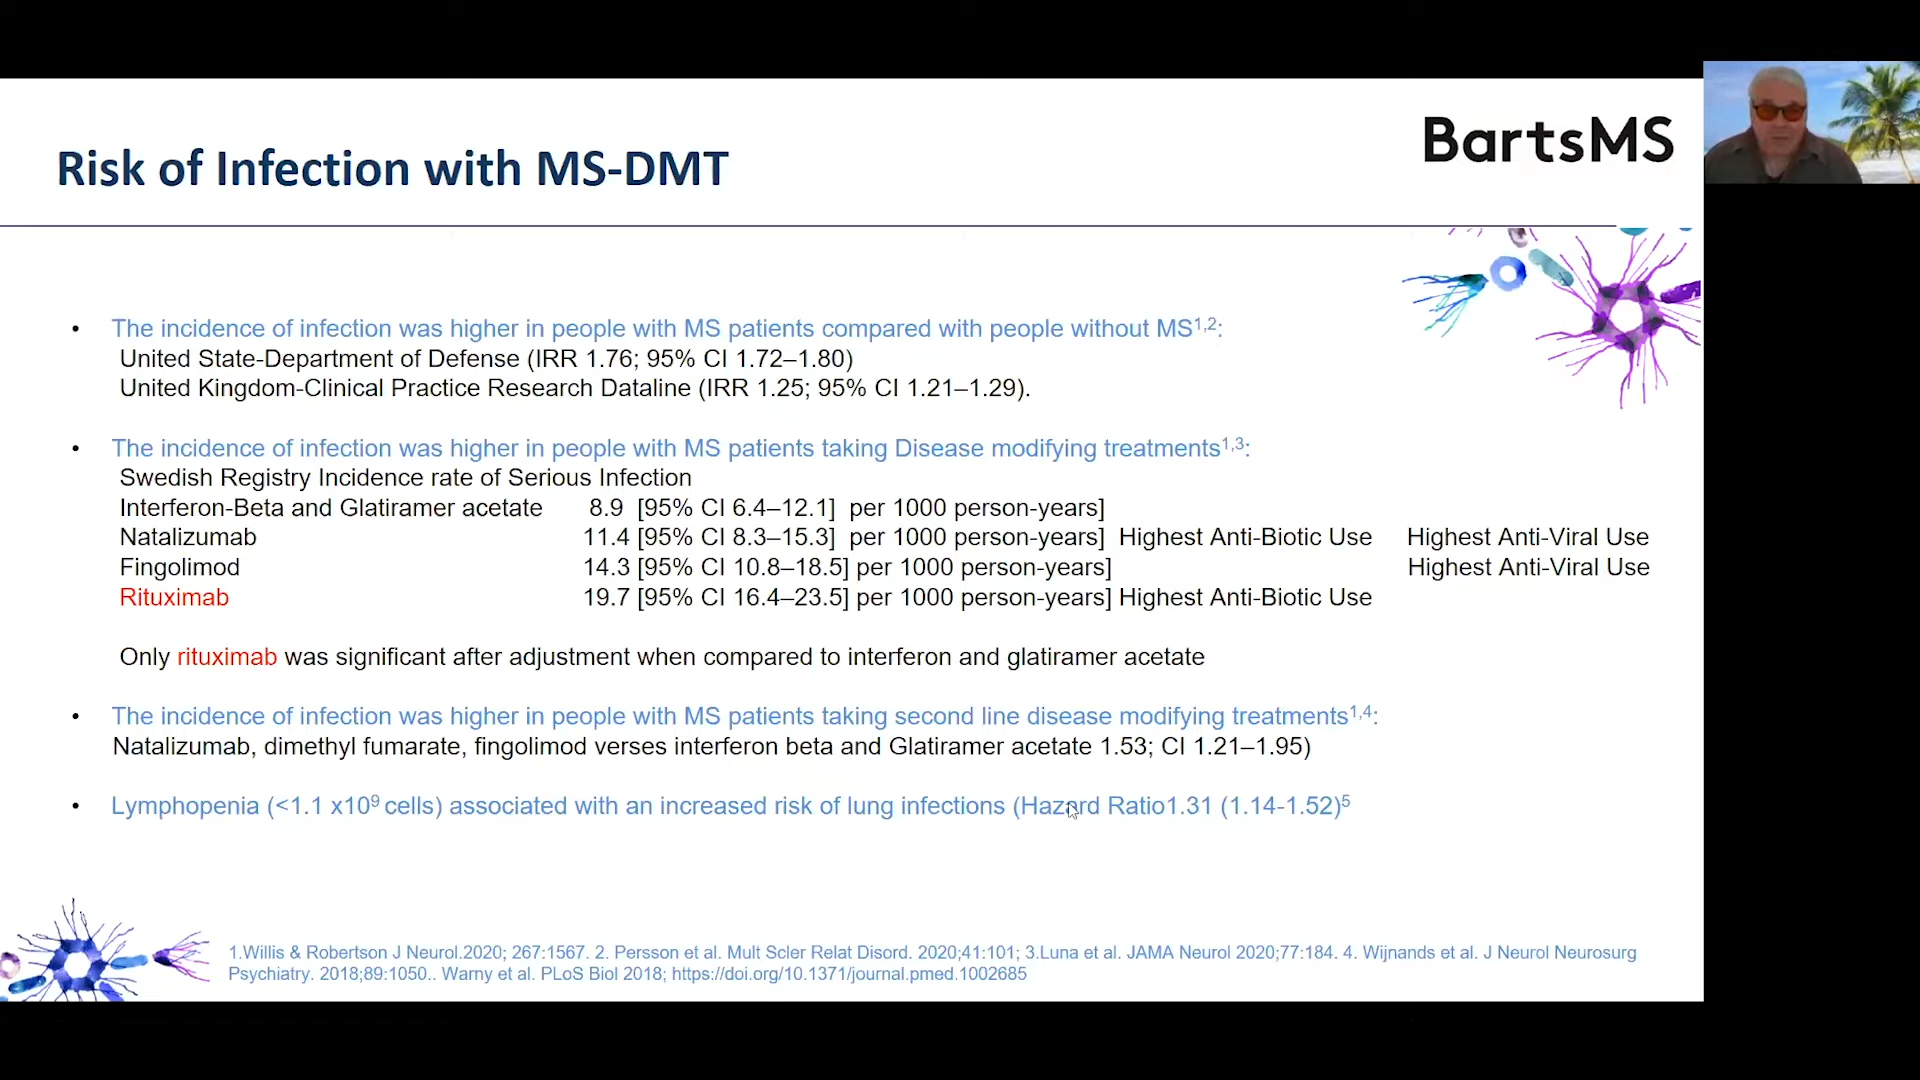 BartsMS
Risk of Infection with MS-DMT
• The incidence of infection was higher in people with MS patients compared with people without MS1,2:
United State-Department of Defense (IRR 1.76; 95% CI 1.72–1.80)
United Kingdom-Clinical Practice Research Dataline (IRR 1.25; 95% CI 1.21–1.29).
• The incidence of infection was higher in people with MS patients taking Disease modifying treatments1,3:
Swedish Registry Incidence rate of Serious Infection
Interferon-Beta and Glatiramer acetate 8.9 [95% CI 6.4–12.1] per 1000 person-years]
Natalizumab 11.4 [95% CI 8.3–15.3] per 1000 person-years] Highest Anti-Biotic Use Highest Anti-Viral Use
Fingolimod 14.3 [95% CI 10.8–18.5] per 1000 person-years] Highest Anti-Viral Use
Rituximab 19.7 [95% CI 16.4–23.5] per 1000 person-years] Highest Anti-Biotic Use
Only rituximab was significant after adjustment when compared to interferon and glatiramer acetate
• The incidence of infection was higher in people with MS patients taking second line disease modifying treatments1,4:
Natalizumab, dimethyl fumarate, fingolimod verses interferon beta and Glatiramer acetate 1.53; CI 1.21–1.95)
• Lymphopenia (<1.1 x10⁹ cells) associated with an increased risk of lung infections (Hazard Ratio1.31 (1.14-1.52)5
1.Willis & Robertson J Neurol.2020; 267:1567. 2. Persson et al. Mult Scler Relat Disord. 2020;41:101; 3.Luna et al. JAMA Neurol 2020;77:184. 4. Wijnands et al. J Neurol Neurosurg
Psychiatry. 2018;89:1050.. Warny et al. PLoS Biol 2018; https://doi.org/10.1371/journal.pmed.1002685